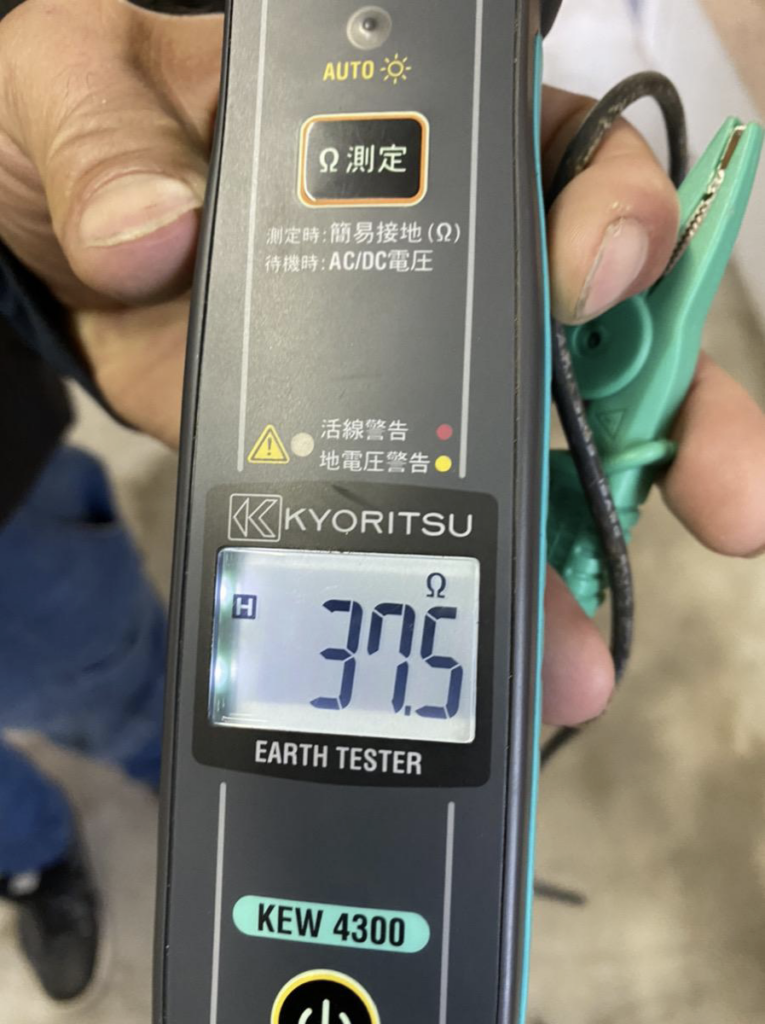 AUTO
Ω 測定
測定時:簡易接地(Ω)
待機時:AC/DC電圧
活線警告
地電圧警告
KYORITSU
Ω
H
37.5
EARTH TESTER
KEW 4300